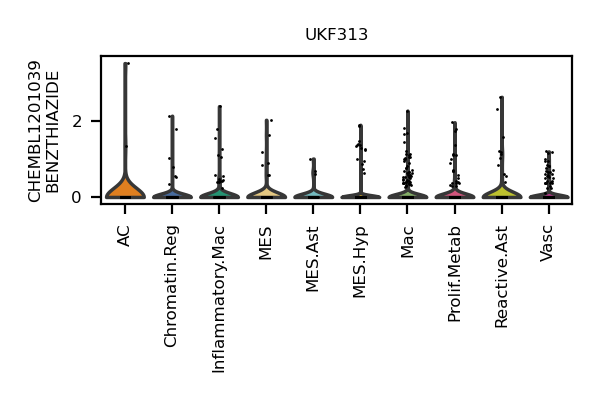 UKF313
CHEMBL1201039
BENZTHIAZIDE
2
0
AC
Chromatin.Reg
Inflammatory.Mac
MES
MES.Ast
MES.Hyp
Mac
Prolif.Metab
Reactive.Ast
Vasc